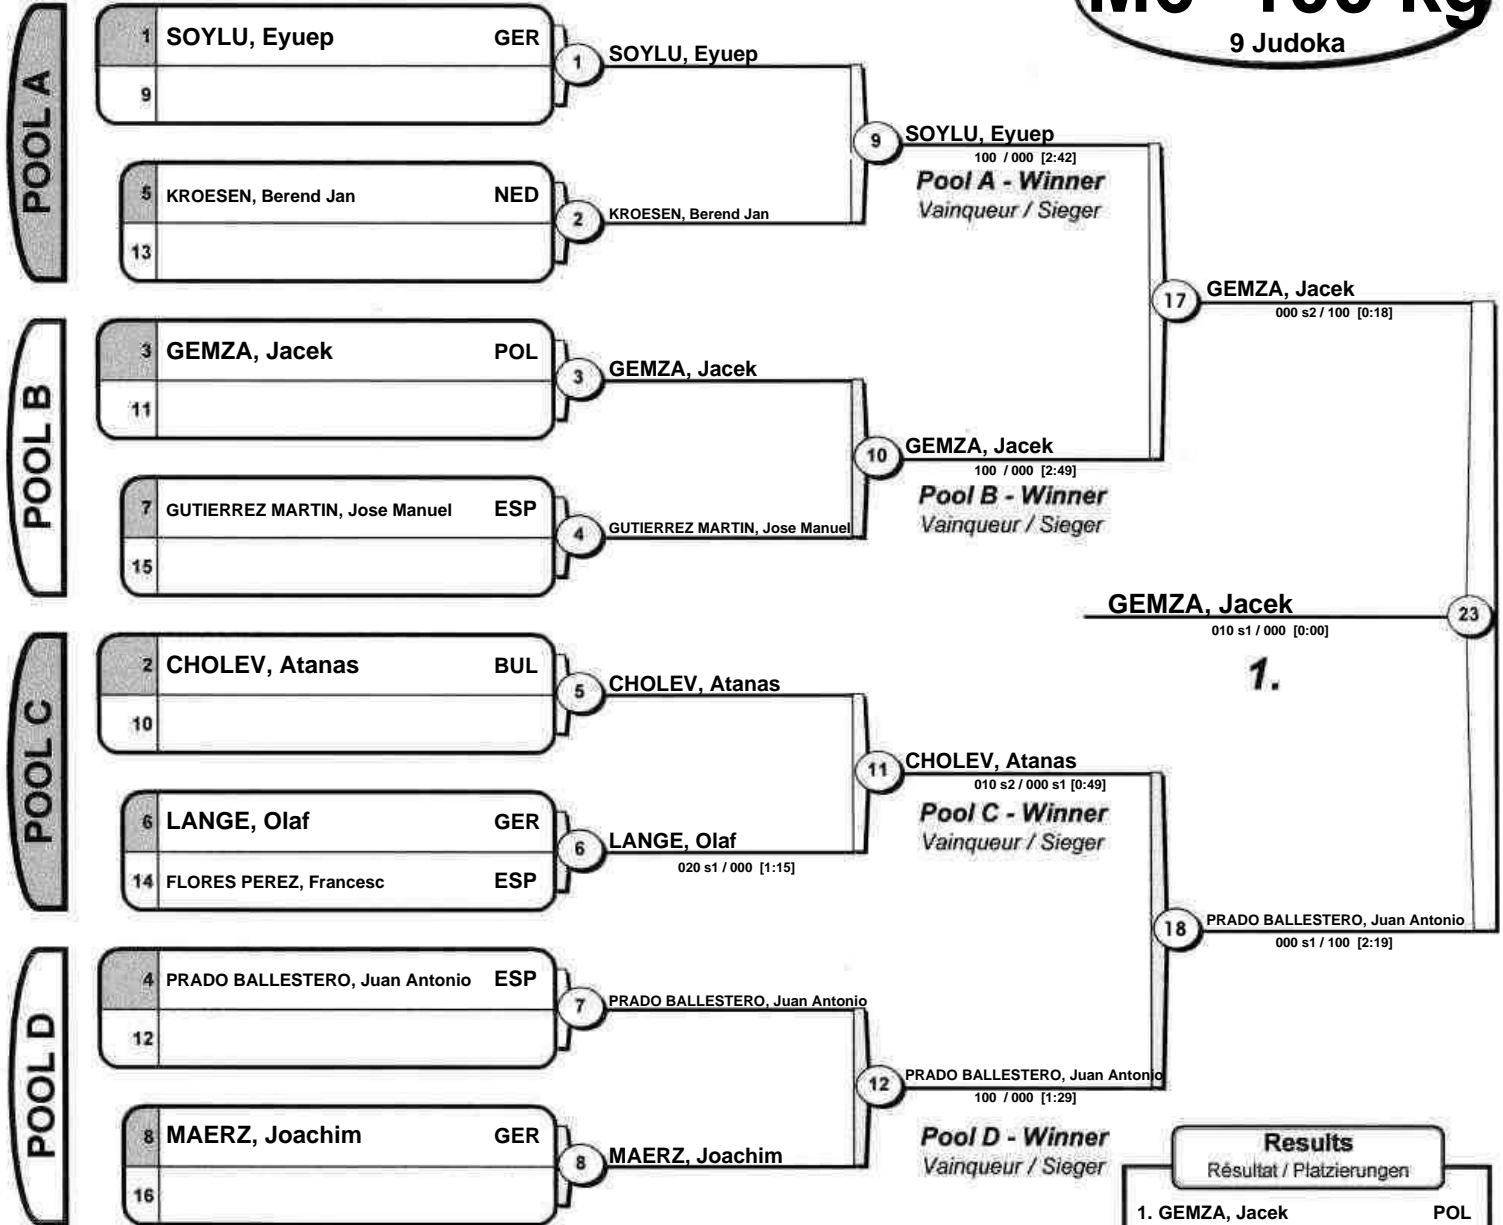 -100 kg
9 Judoka
POOL A
1 SOYLU, Eyuep GER
9
1 SOYLU, Eyuep
5 KROESEN, Berend Jan NED
13
2 KROESEN, Berend Jan
9 SOYLU, Eyuep
100 / 000 [2:42]
Pool A - Winner
Vainqueur / Sieger
POOL B
3 GEMZA, Jacek POL
11
3 GEMZA, Jacek
7 GUTIERREZ MARTIN, Jose Manuel ESP
15
4 GUTIERREZ MARTIN, Jose Manuel
10 GEMZA, Jacek
100 / 000 [2:49]
Pool B - Winner
Vainqueur / Sieger
17 GEMZA, Jacek
000 s2 / 100 [0:18]
GEMZA, Jacek 23
010 s1 / 000 [0:00]
1.
POOL C
2 CHOLEV, Atanas BUL
10
5 CHOLEV, Atanas
6 LANGE, Olaf GER
14 FLORES PEREZ, Francesc ESP
6 LANGE, Olaf
020 s1 / 000 [1:15]
11 CHOLEV, Atanas
010 s2 / 000 s1 [0:49]
Pool C - Winner
Vainqueur / Sieger
POOL D
4 PRADO BALLESTERO, Juan Antonio ESP
12
7 PRADO BALLESTERO, Juan Antonio
8 MAERZ, Joachim GER
16
8 MAERZ, Joachim
12 PRADO BALLESTERO, Juan Antonio
100 / 000 [1:29]
Pool D - Winner
Vainqueur / Sieger
18 PRADO BALLESTERO, Juan Antonio
000 s1 / 100 [2:19]
Results
Résultat / Platzierungen
1. GEMZA, Jacek POL